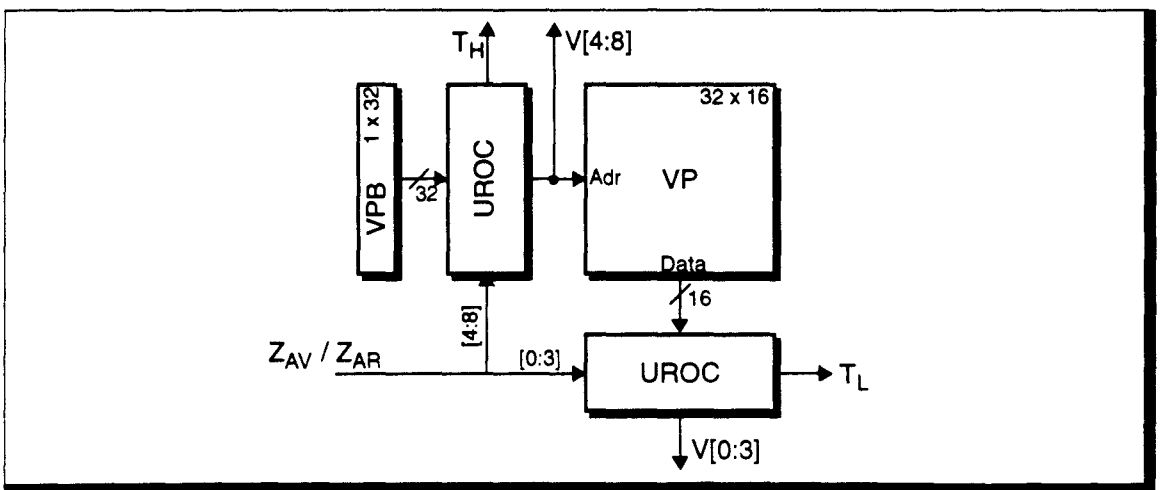 T_H
V[4:8]
1 x 32
32 x 16
VPB
32
UROC
Adr
VP
Data
16
[4:8]
Z_AV / Z_AR
[0:3]
UROC
T_L
V[0:3]